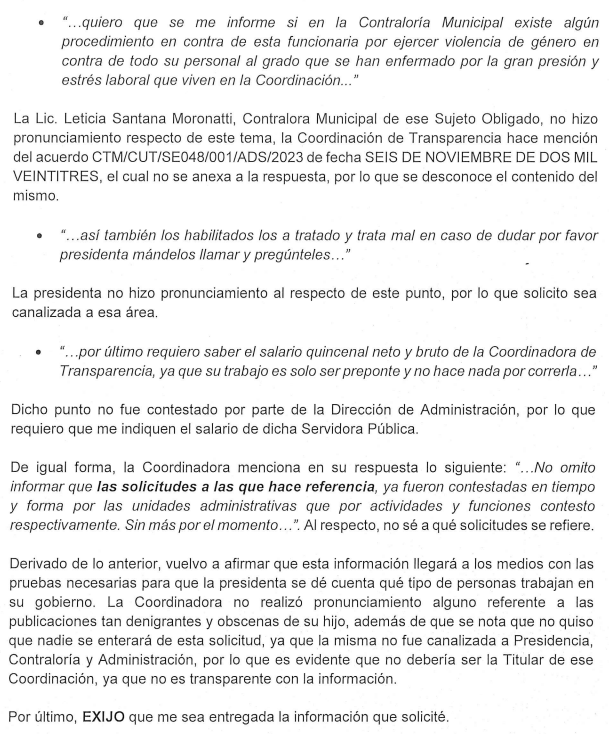 • “…quiero que se me informe si en la Contraloría Municipal existe algún
procedimiento en contra de esta funcionaria por ejercer violencia de género en
contra de todo su personal al grado que se han enfermado por la gran presión y
estrés laboral que viven en la Coordinación...”
La Lic. Leticia Santana Moronatti, Contralora Municipal de ese Sujeto Obligado, no hizo
pronunciamiento respecto de este tema, la Coordinación de Transparencia hace mención
del acuerdo CTM/CUT/SE048/001/ADS/2023 de fecha SEIS DE NOVIEMBRE DE DOS MIL
VEINTITRES, el cual no se anexa a la respuesta, por lo que se desconoce el contenido del
mismo.
• “…así también los habilitados los a tratado y trata mal en caso de dudar por favor
presidenta mándelos llamar y pregúnteles…”
La presidenta no hizo pronunciamiento al respecto de este punto, por lo que solicito sea
canalizada a esa área.
• “…por último requiero saber el salario quincenal neto y bruto de la Coordinadora de
Transparencia, ya que su trabajo es solo ser preponte y no hace nada por correrla…”
Dicho punto no fue contestado por parte de la Dirección de Administración, por lo que
requiero que me indiquen el salario de dicha Servidora Pública.
De igual forma, la Coordinadora menciona en su respuesta lo siguiente: “…No omito
informar que las solicitudes a las que hace referencia, ya fueron contestadas en tiempo
y forma por las unidades administrativas que por actividades y funciones contesto
respectivamente. Sin más por el momento…”. Al respecto, no sé a qué solicitudes se refiere.
Derivado de lo anterior, vuelvo a afirmar que esta información llegará a los medios con las
pruebas necesarias para que la presidenta se dé cuenta qué tipo de personas trabajan en
su gobierno. La Coordinadora no realizó pronunciamiento alguno referente a las
publicaciones tan denigrantes y obscenas de su hijo, además de que se nota que no quiso
que nadie se enterará de esta solicitud, ya que la misma no fue canalizada a Presidencia,
Contraloría y Administración, por lo que es evidente que no debería ser la Titular de ese
Coordinación, ya que no es transparente con la información.
Por último, EXIJO que me sea entregada la información que solicité.